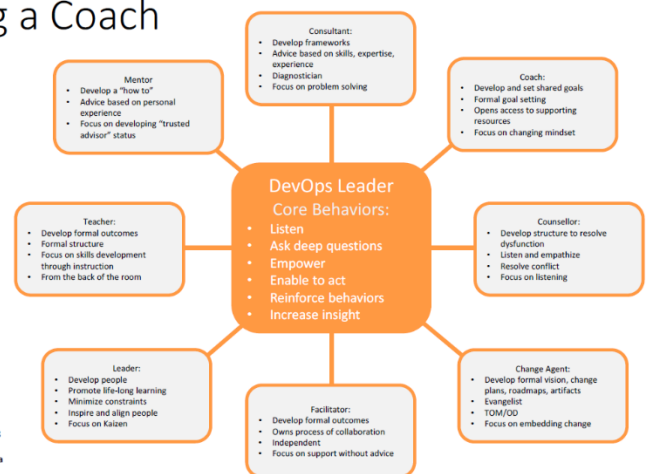 g a Coach
Consultant:
• Develop frameworks
• Advice based on skills, expertise,
experience
• Diagnostician
• Focus on problem solving
Mentor
• Develop a "how to"
• Advice based on personal
experience
• Focus on developing "trusted
advisor" status
Coach:
• Develop and set shared goals
• Formal goal setting
• Opens access to supporting
resources
• Focus on changing mindset
DevOps Leader
Core Behaviors:
• Listen
• Ask deep questions
• Empower
• Enable to act
• Reinforce behaviors
• Increase insight
Teacher:
• Develop formal outcomes
• Formal structure
• Focus on skills development
through instruction
• From the back of the room
Counsellor:
• Develop structure to resolve
dysfunction
• Listen and empathize
• Resolve conflict
• Focus on listening
Leader:
• Develop people
• Promote life-long learning
• Minimize constraints
• Inspire and align people
• Focus on Kaizen
Facilitator:
• Develop formal outcomes
• Owns process of collaboration
• Independent
• Focus on support without advice
Change Agent:
• Develop formal vision, change
plans, roadmaps, artifacts
• Evangelist
• TOM/OD
• Focus on embedding change